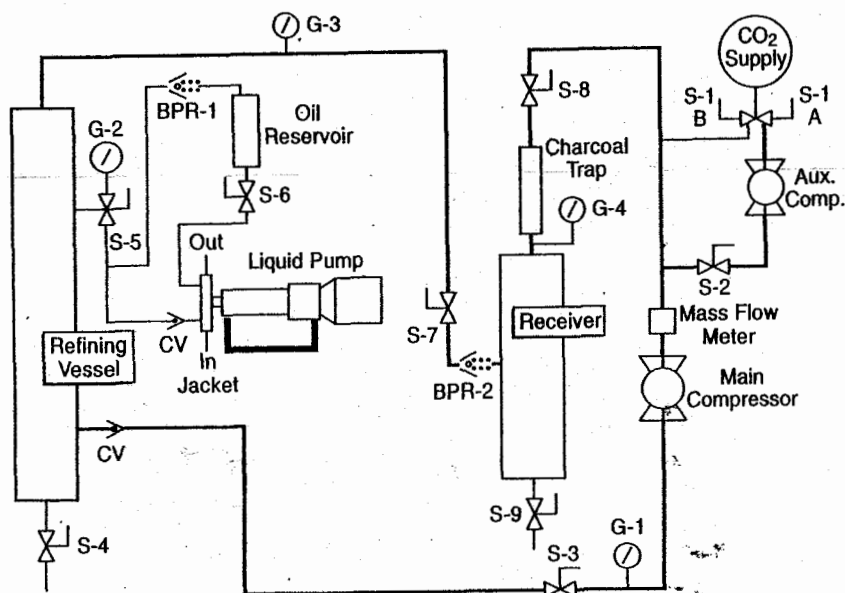 G-3
CO2
Supply
BPR-1
S-8
S-1
B
S-1
A
G-2
Oil
Reservoir
Charcoal
Trap
Aux.
Comp.
S-6
G-4
S-5
Out
Liquid Pump
S-2
CV
S-7
Receiver
Mass Flow
Meter
Refining
Vessel
In
Jacket
BPR-2
Main
Compressor
CV
S-9
S-4
S-3
G-1